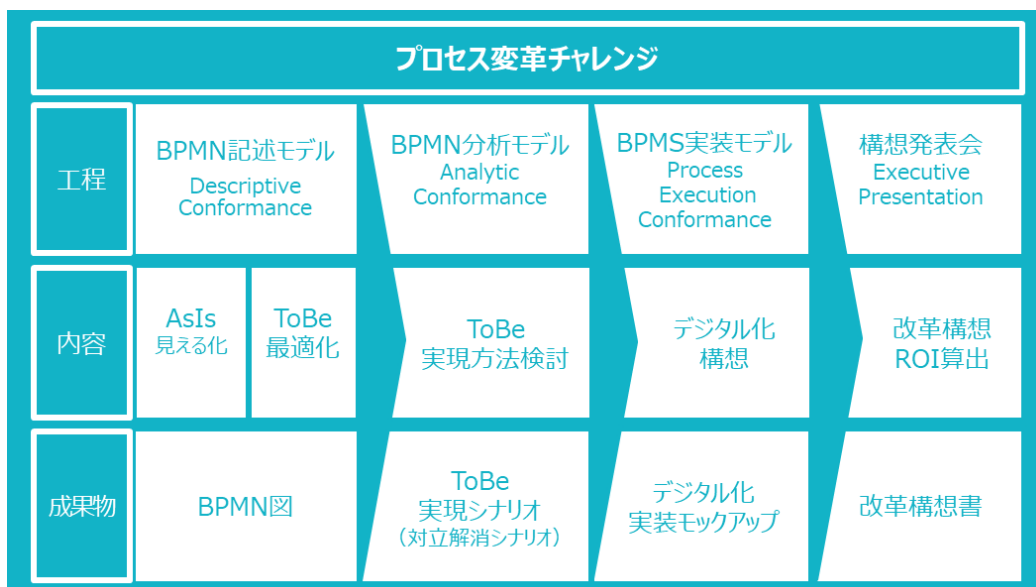 プロセス変革チャレンジ
工程
BPMN記述モデル
Descriptive
Conformance
BPMN分析モデル
Analytic
Conformance
BPMS実装モデル
Process
Execution
Conformance
構想発表会
Executive
Presentation
内容
AsIs
見える化
ToBe
最適化
ToBe
実現方法検討
デジタル化
構想
改革構想
ROI算出
成果物
BPMN図
ToBe
実現シナリオ
（対立解消シナリオ）
デジタル化
実装モックアップ
改革構想書